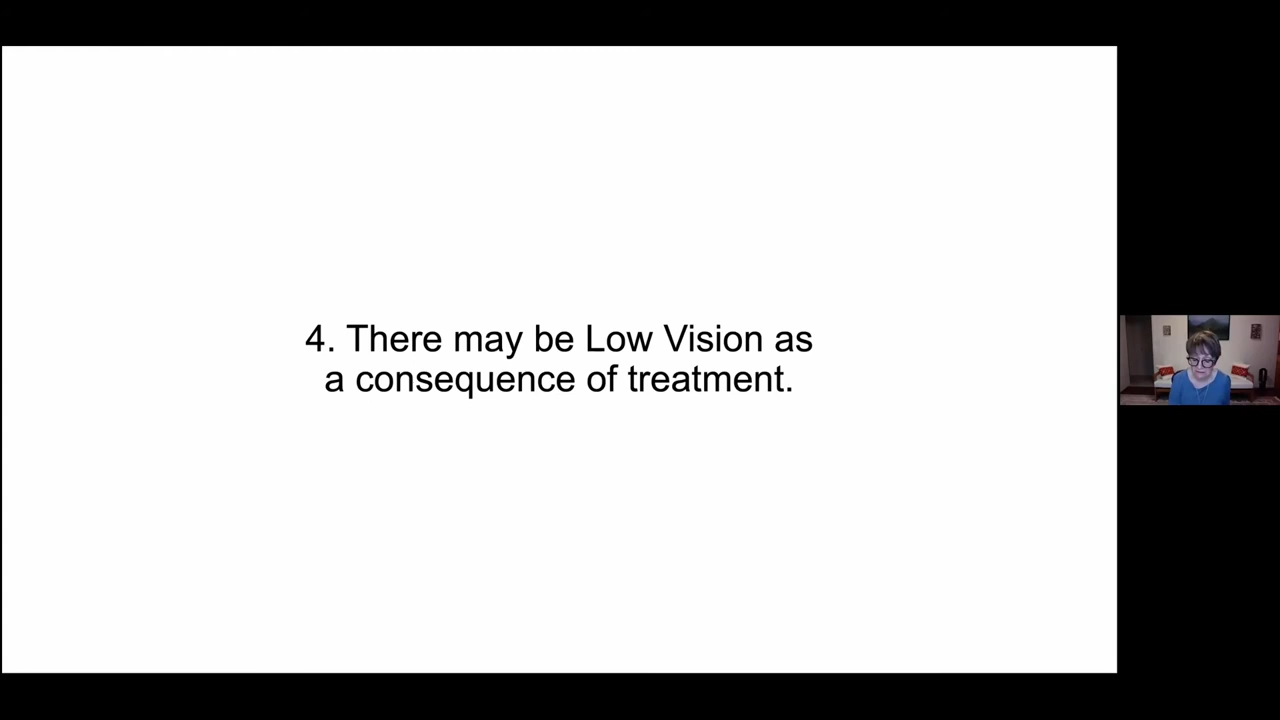 4. There may be Low Vision as
a consequence of treatment.